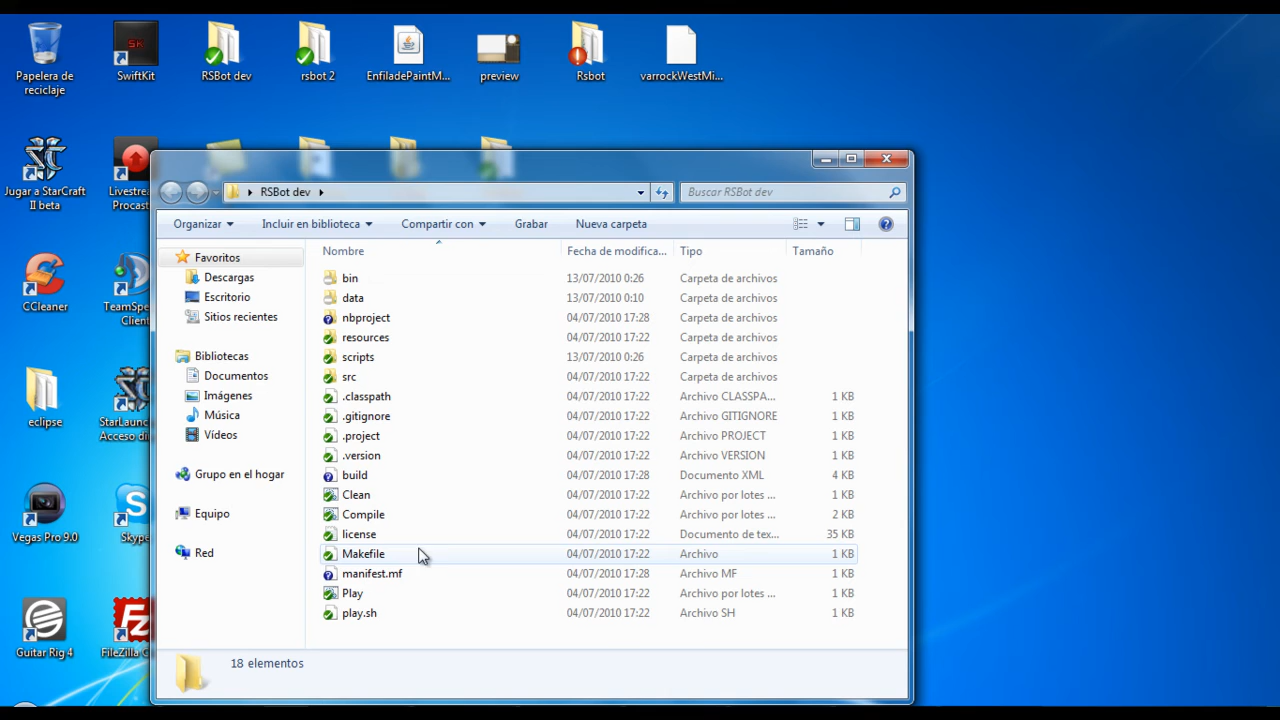 SK
Papelera de
reciclaje
SwiftKit
RSBot dev
rsbot 2
EnfiladePaintM...
preview
Rsbot
varrockWestMi...
Jugar a StarCraft
II beta
Livestrea
Procast
CCleaner
TeamSpe
Client
eclipse
StarLaunc
Acceso di
Vegas Pro 9.0
Skype
Guitar Rig 4
FileZilla C
RSBot dev
Buscar RSBot dev
Organizar
Incluir en biblioteca
Compartir con
Grabar
Nueva carpeta
Favoritos
Descargas
Escritorio
Sitios recientes
Bibliotecas
Documentos
Imágenes
Música
Vídeos
Grupo en el hogar
Equipo
Red
Nombre Fecha de modifica... Tipo Tamaño
bin 13/07/2010 0:26 Carpeta de archivos
data 13/07/2010 0:10 Carpeta de archivos
nbproject 04/07/2010 17:28 Carpeta de archivos
resources 04/07/2010 17:22 Carpeta de archivos
scripts 13/07/2010 0:26 Carpeta de archivos
src 04/07/2010 17:22 Carpeta de archivos
.classpath 04/07/2010 17:22 Archivo CLASSPA... 1 KB
.gitignore 04/07/2010 17:22 Archivo GITIGNORE 1 KB
.project 04/07/2010 17:22 Archivo PROJECT 1 KB
.version 04/07/2010 17:22 Archivo VERSION 1 KB
build 04/07/2010 17:28 Documento XML 4 KB
Clean 04/07/2010 17:22 Archivo por lotes ... 1 KB
Compile 04/07/2010 17:22 Archivo por lotes ... 2 KB
license 04/07/2010 17:22 Documento de tex... 35 KB
Makefile 04/07/2010 17:22 Archivo 1 KB
manifest.mf 04/07/2010 17:28 Archivo MF 1 KB
Play 04/07/2010 17:22 Archivo por lotes ... 1 KB
play.sh 04/07/2010 17:22 Archivo SH 1 KB
18 elementos